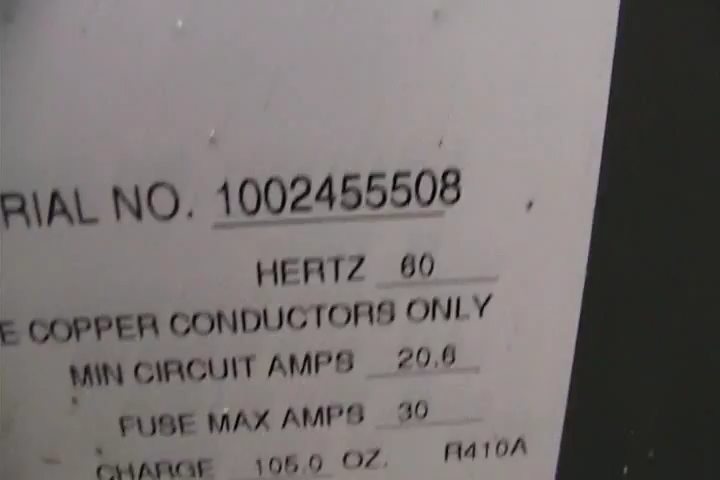 RIAL NO. 1002455508
HERTZ 60
E COPPER CONDUCTORS ONLY
MIN CIRCUIT AMPS 20.6
FUSE MAX AMPS 30
CHARGE 105.0 OZ. R410A